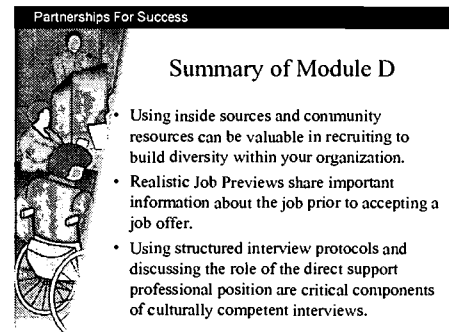 Partnerships For Success
Summary of Module D
• Using inside sources and community
resources can be valuable in recruiting to
build diversity within your organization.
• Realistic Job Previews share important
information about the job prior to accepting a
job offer.
• Using structured interview protocols and
discussing the role of the direct support
professional position are critical components
of culturally competent interviews.